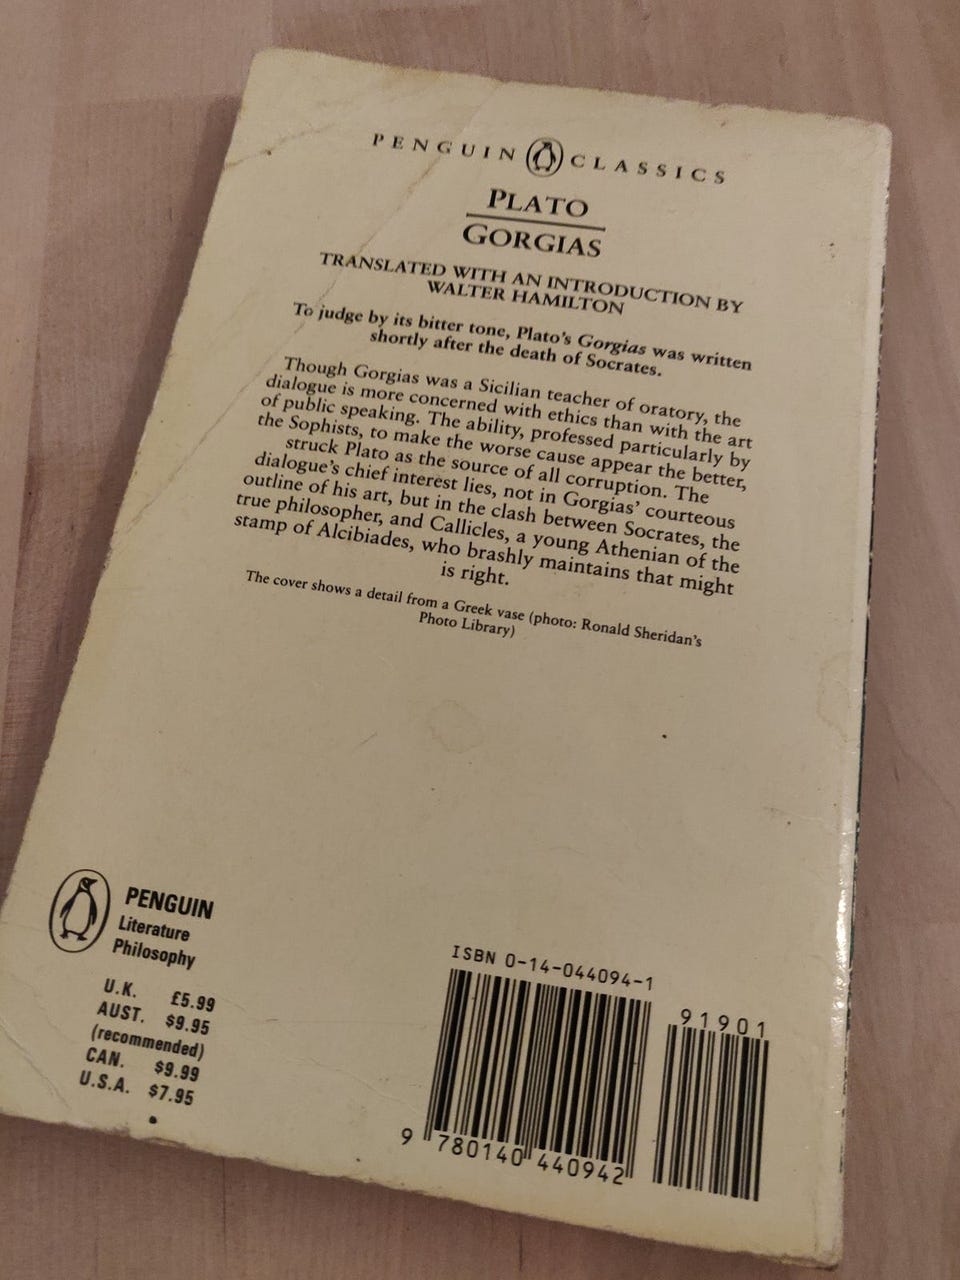 PENGUIN CLASSICS
PLATO
GORGIAS
TRANSLATED WITH AN INTRODUCTION BY
WALTER HAMILTON
To judge by its bitter tone, Plato's Gorgias was written
shortly after the death of Socrates.
Though Gorgias was a Sicilian teacher of oratory, the
dialogue is more concerned with ethics than with the art
of public speaking. The ability, professed particularly by
the Sophists, to make the worse cause appear the better,
struck Plato as the source of all corruption. The
dialogue's chief interest lies, not in Gorgias' courteous
outline of his art, but in the clash between Socrates, the
true philosopher, and Callicles, a young Athenian of the
stamp of Alcibiades, who brashly maintains that might
is right.
The cover shows a detail from a Greek vase (photo: Ronald Sheridan's
Photo Library)
PENGUIN
Literature
Philosophy
U.K. £5.99
AUST. $9.95
(recommended)
CAN. $9.99
U.S.A. $7.95
ISBN 0-14-044094-1
91901
9 780140 440942